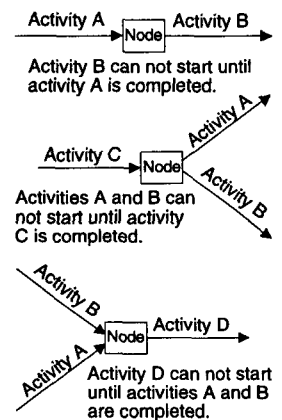 Activity A Node Activity B
Activity B can not start until
activity A is completed.
Activity A
Activity C Node
Activity B
Activities A and B can
not start until activity
C is completed.
Activity B
Node Activity D
Activity A
Activity D can not start
until activities A and B
are completed.